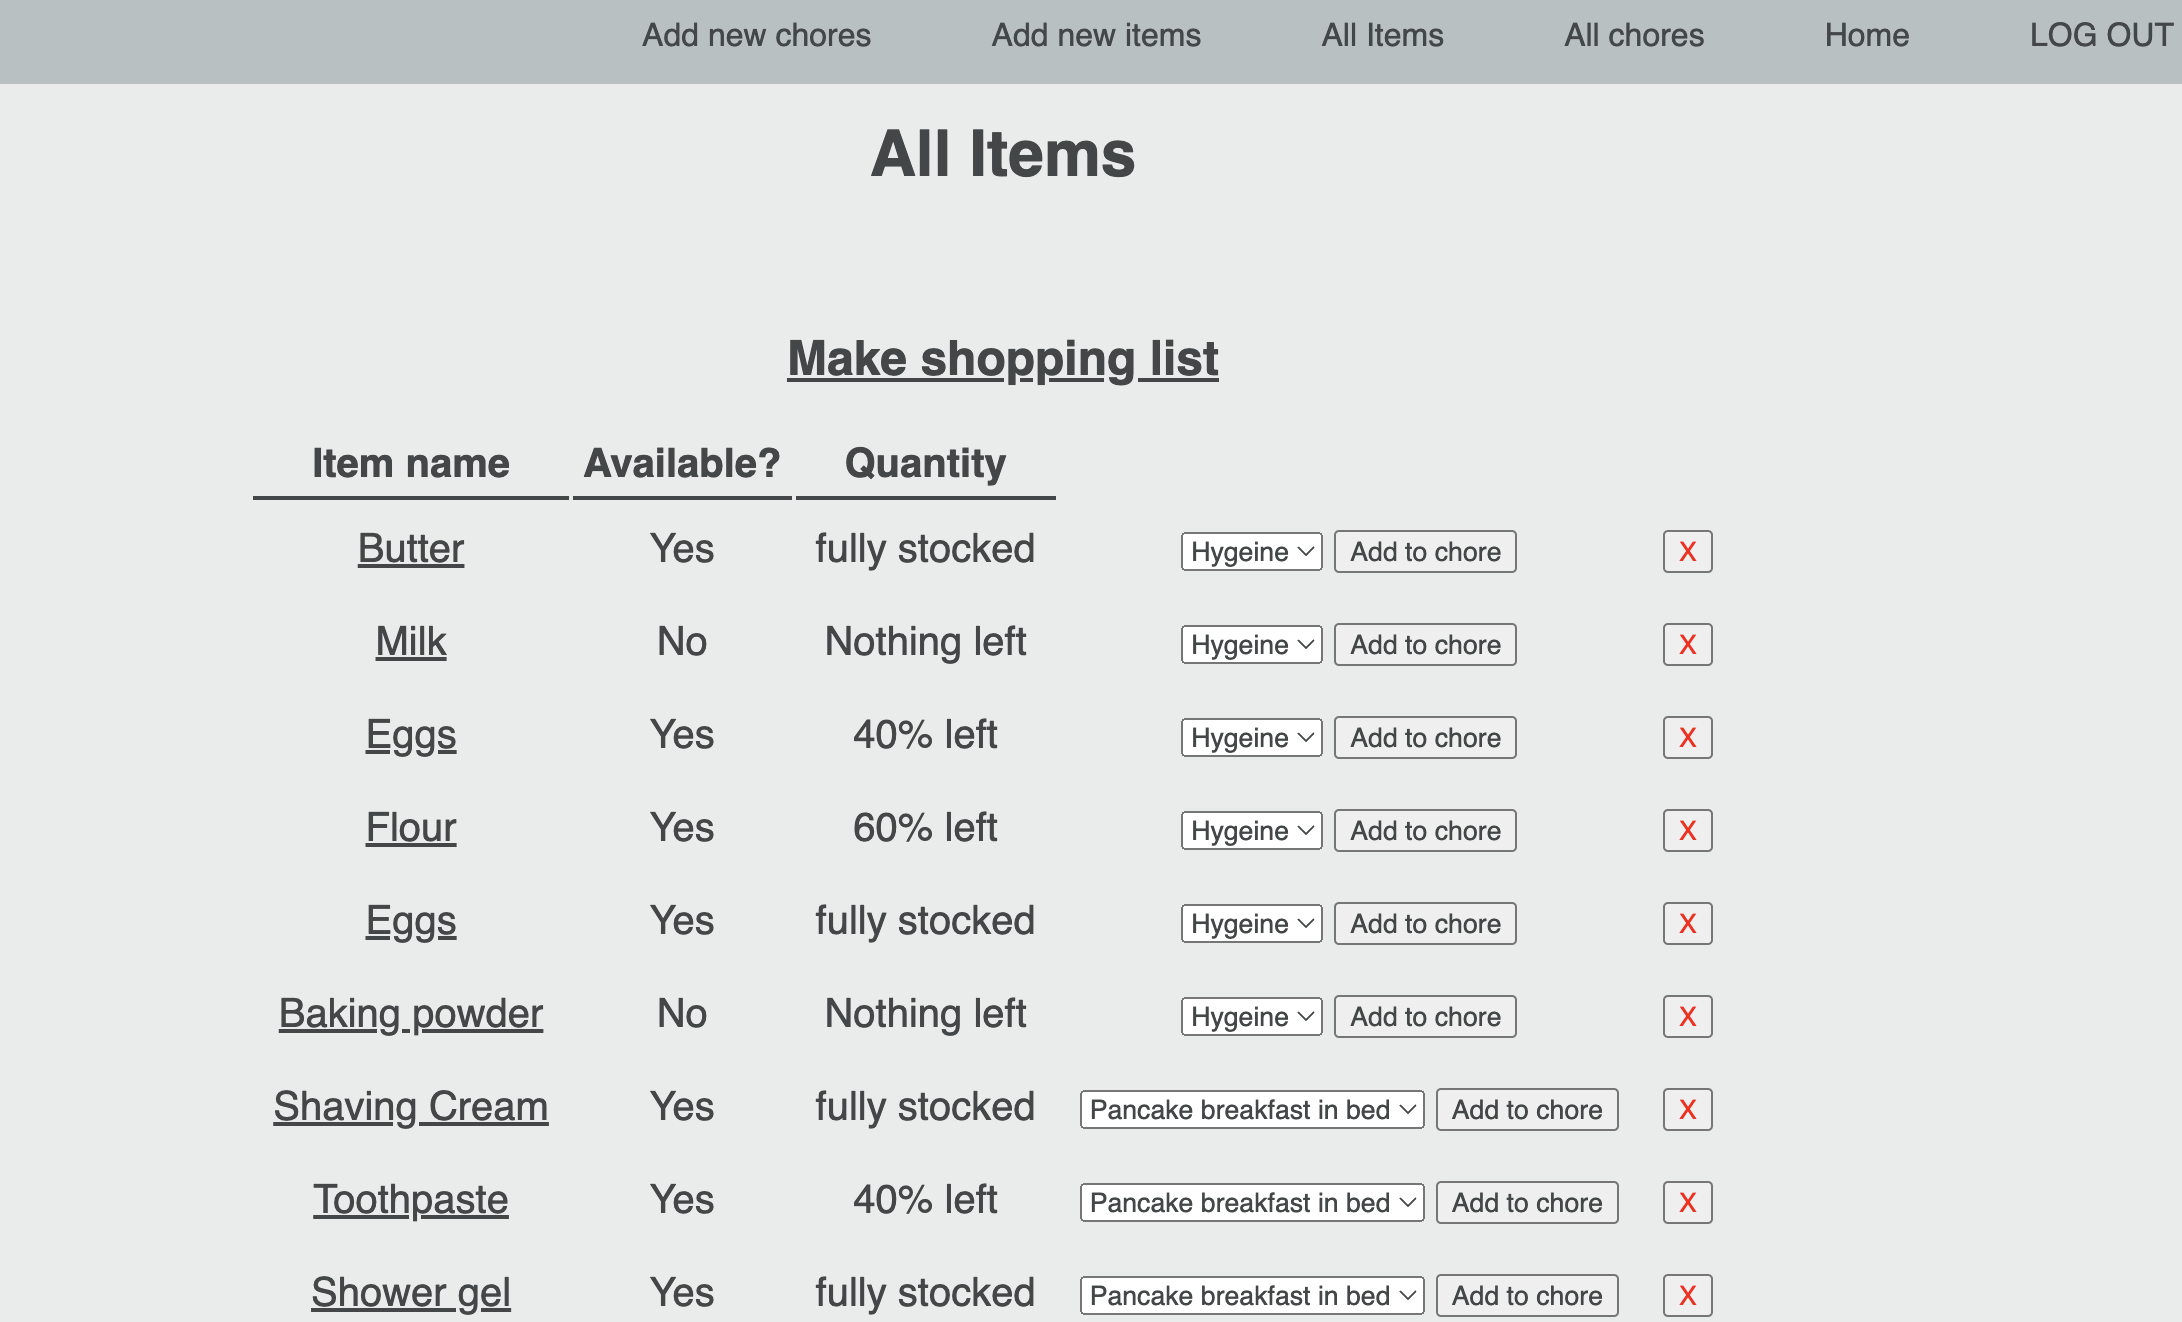 Add new chores Add new items All Items All chores Home LOG OUT
All Items
Make shopping list
Item name Available? Quantity
Butter Yes fully stocked Hygeine Add to chore X
Milk No Nothing left Hygeine Add to chore X
Eggs Yes 40% left Hygeine Add to chore X
Flour Yes 60% left Hygeine Add to chore X
Eggs Yes fully stocked Hygeine Add to chore X
Baking powder No Nothing left Hygeine Add to chore X
Shaving Cream Yes fully stocked Pancake breakfast in bed Add to chore X
Toothpaste Yes 40% left Pancake breakfast in bed Add to chore X
Shower gel Yes fully stocked Pancake breakfast in bed Add to chore X